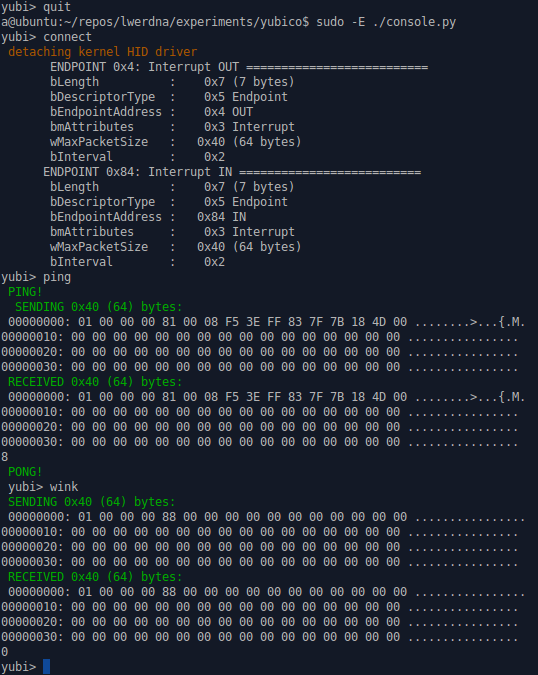 yubi> quit
a@ubuntu:~/repos/lwerdna/experiments/yubico$ sudo -E ./console.py
yubi> connect
 detaching kernel HID driver
       ENDPOINT 0x4: Interrupt OUT ==========================
       bLength          :    0x7 (7 bytes)
       bDescriptorType  :    0x5 Endpoint
       bEndpointAddress :    0x4 OUT
       bmAttributes     :    0x3 Interrupt
       wMaxPacketSize   :   0x40 (64 bytes)
       bInterval        :    0x2
      ENDPOINT 0x84: Interrupt IN ==========================
       bLength          :    0x7 (7 bytes)
       bDescriptorType  :    0x5 Endpoint
       bEndpointAddress :   0x84 IN
       bmAttributes     :    0x3 Interrupt
       wMaxPacketSize   :   0x40 (64 bytes)
       bInterval        :    0x2
yubi> ping
 PING!
  SENDING 0x40 (64) bytes:
 00000000: 01 00 00 00 81 00 08 F5 3E FF 83 7F 7B 18 4D 00 ........>...{.M.
00000010: 00 00 00 00 00 00 00 00 00 00 00 00 00 00 00 00 ................
00000020: 00 00 00 00 00 00 00 00 00 00 00 00 00 00 00 00 ................
00000030: 00 00 00 00 00 00 00 00 00 00 00 00 00 00 00 00 ................
 RECEIVED 0x40 (64) bytes:
 00000000: 01 00 00 00 81 00 08 F5 3E FF 83 7F 7B 18 4D 00 ........>...{.M.
00000010: 00 00 00 00 00 00 00 00 00 00 00 00 00 00 00 00 ................
00000020: 00 00 00 00 00 00 00 00 00 00 00 00 00 00 00 00 ................
00000030: 00 00 00 00 00 00 00 00 00 00 00 00 00 00 00 00 ................
8
 PONG!
 yubi> wink
 SENDING 0x40 (64) bytes:
 00000000: 01 00 00 00 88 00 00 00 00 00 00 00 00 00 00 00 ................
00000010: 00 00 00 00 00 00 00 00 00 00 00 00 00 00 00 00 ................
00000020: 00 00 00 00 00 00 00 00 00 00 00 00 00 00 00 00 ................
00000030: 00 00 00 00 00 00 00 00 00 00 00 00 00 00 00 00 ................
 RECEIVED 0x40 (64) bytes:
 00000000: 01 00 00 00 88 00 00 00 00 00 00 00 00 00 00 00 ................
00000010: 00 00 00 00 00 00 00 00 00 00 00 00 00 00 00 00 ................
00000020: 00 00 00 00 00 00 00 00 00 00 00 00 00 00 00 00 ................
00000030: 00 00 00 00 00 00 00 00 00 00 00 00 00 00 00 00 ................
0
yubi>